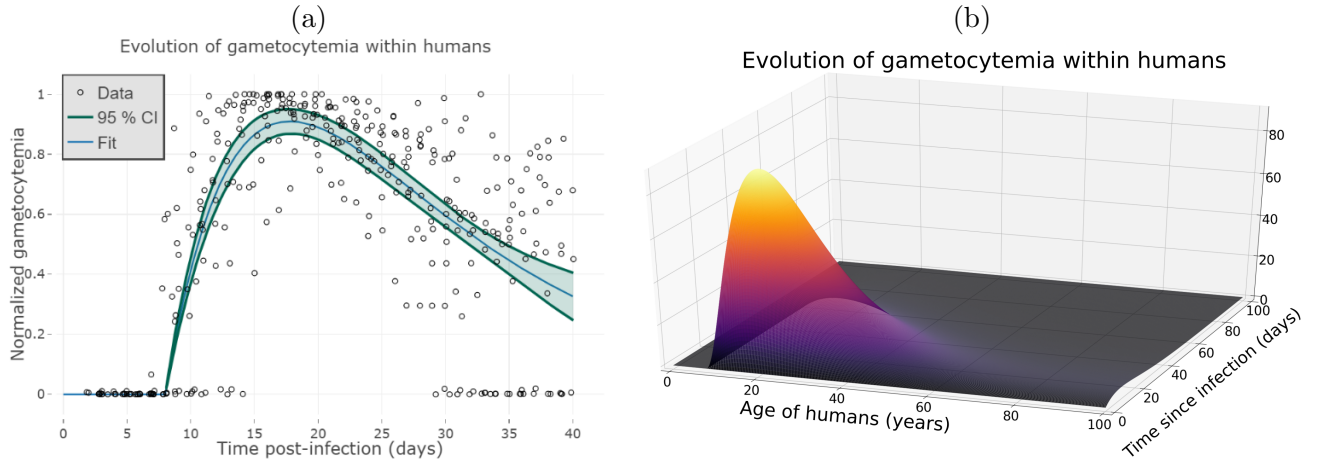 (a)
Evolution of gametocytemia within humans
Data
95 % CI
Fit
Normalized gametocytemia
1
0.8
0.6
0.4
0.2
0
0 5 10 15 20 25 30 35 40
Time post-infection (days)
(b)
Evolution of gametocytemia within humans
80
60
40
20
0
100
80
60
40
20
0
Time since infection (days)
0 20 40 60 80 100
Age of humans (years)